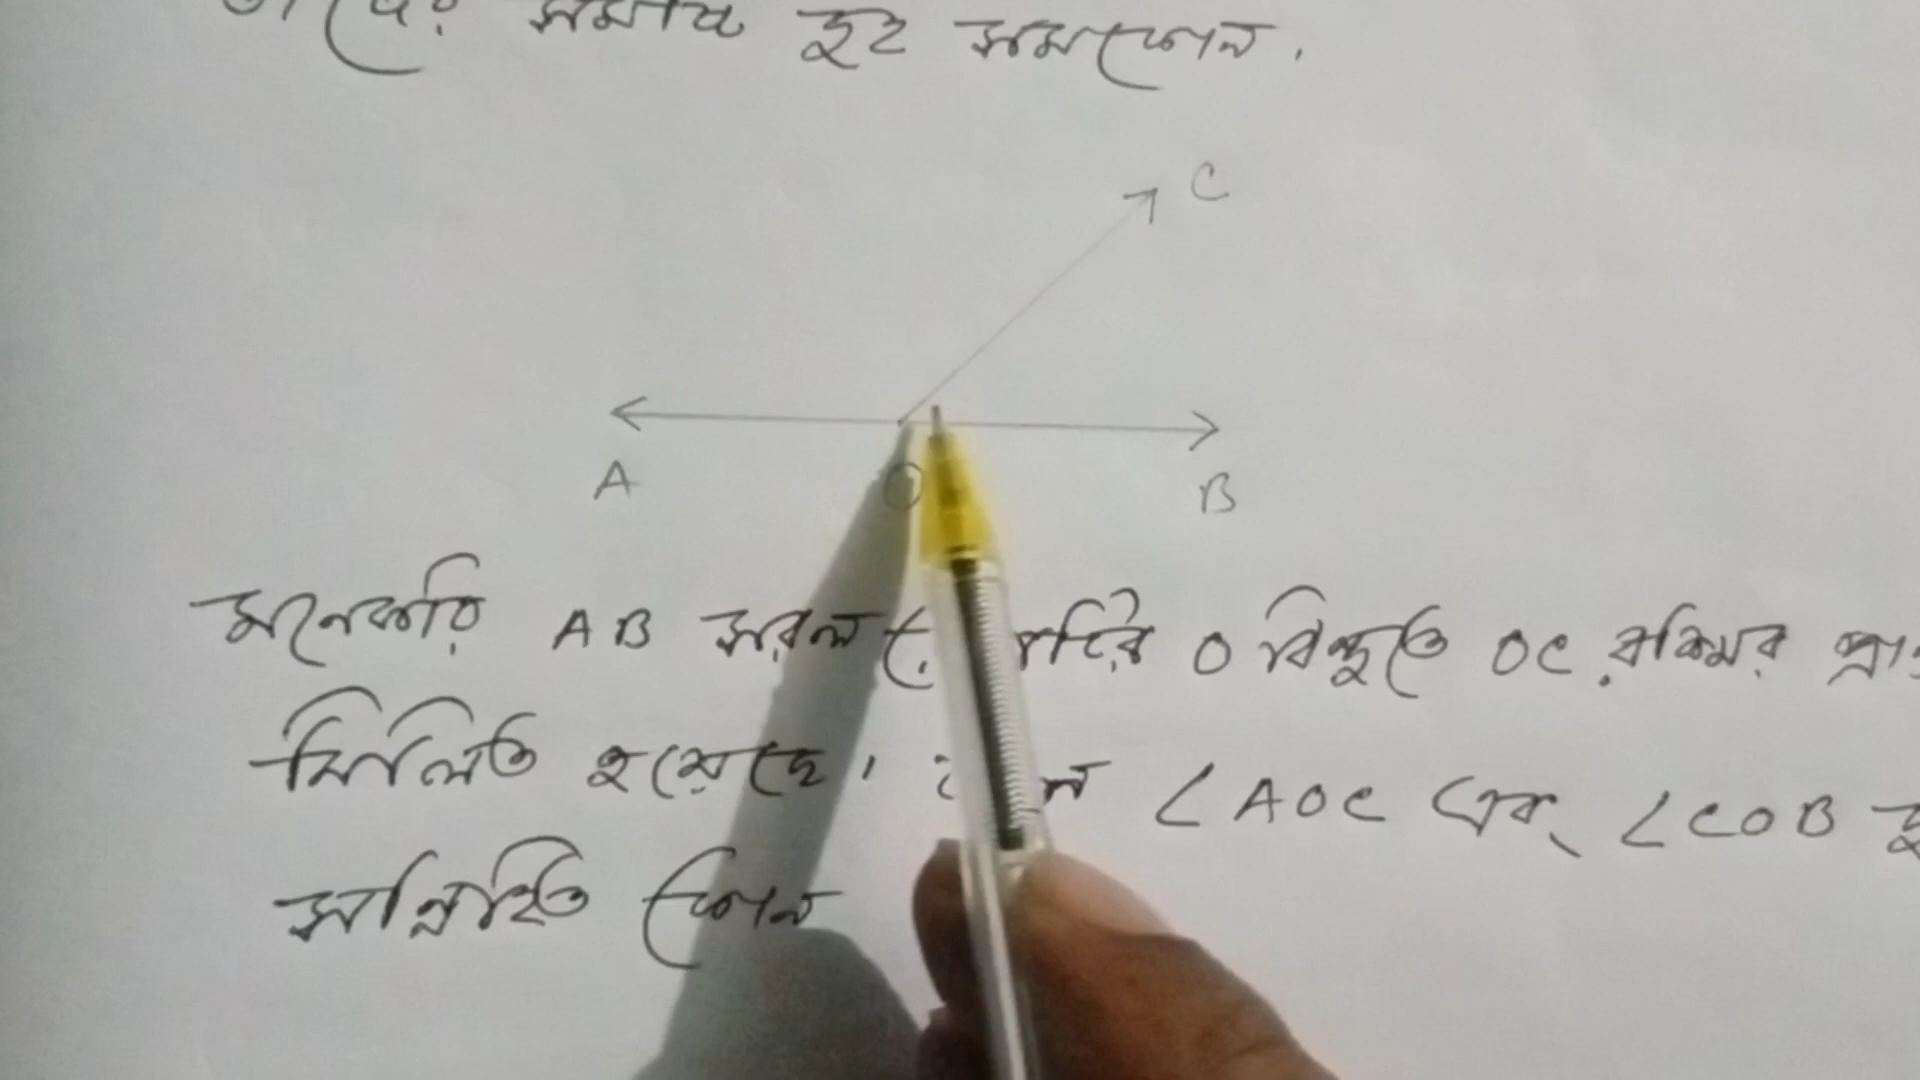 সমষ্টি দুই সমকোন.
C
A O B
মনেকরি AB সরল O বিন্দুতে OC রশ্মির
মিলিত হয়েছে। ∠AOC এবং ∠COB
সন্নিহিত কোন